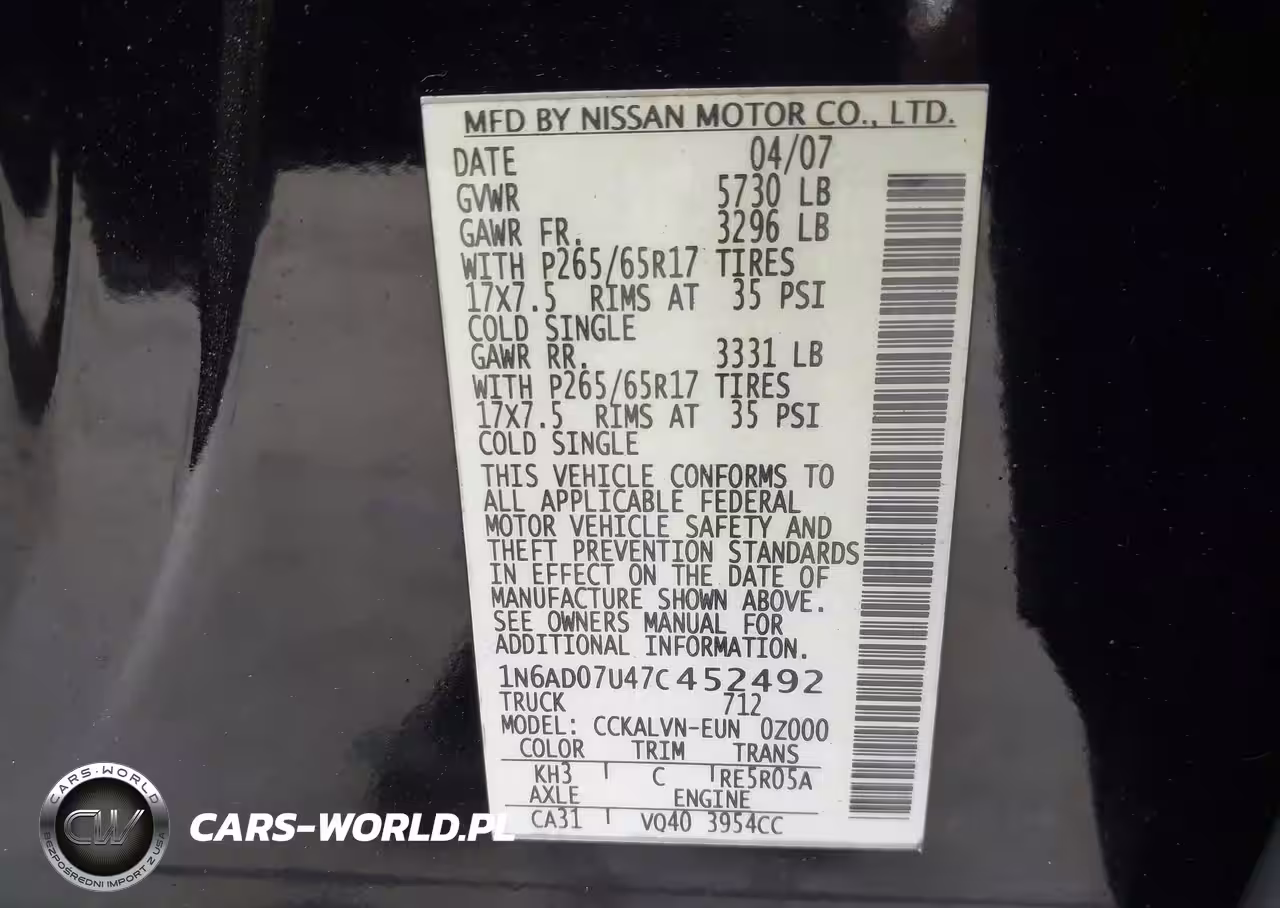 MFD BY NISSAN MOTOR CO., LTD.
DATE 04/07
GVWR 5730 LB
GAWR FR. 3296 LB
WITH P265/65R17 TIRES
17X7.5 RIMS AT 35 PSI
COLD SINGLE
GAWR RR. 3331 LB
WITH P265/65R17 TIRES
17X7.5 RIMS AT 35 PSI
COLD SINGLE
THIS VEHICLE CONFORMS TO
ALL APPLICABLE FEDERAL
MOTOR VEHICLE SAFETY AND
THEFT PREVENTION STANDARDS
IN EFFECT ON THE DATE OF
MANUFACTURE SHOWN ABOVE.
SEE OWNERS MANUAL FOR
ADDITIONAL INFORMATION.
1N6AD07U47C452492
TRUCK 712
MODEL: CCKALVN-EUN 0Z000
COLOR TRIM TRANS
KH3 C RE5R05A
AXLE ENGINE
CA31 VQ40 3954CC
CARS-WORLD
CW
BEZPOŚREDNI IMPORT Z USA
CARS-WORLD.PL